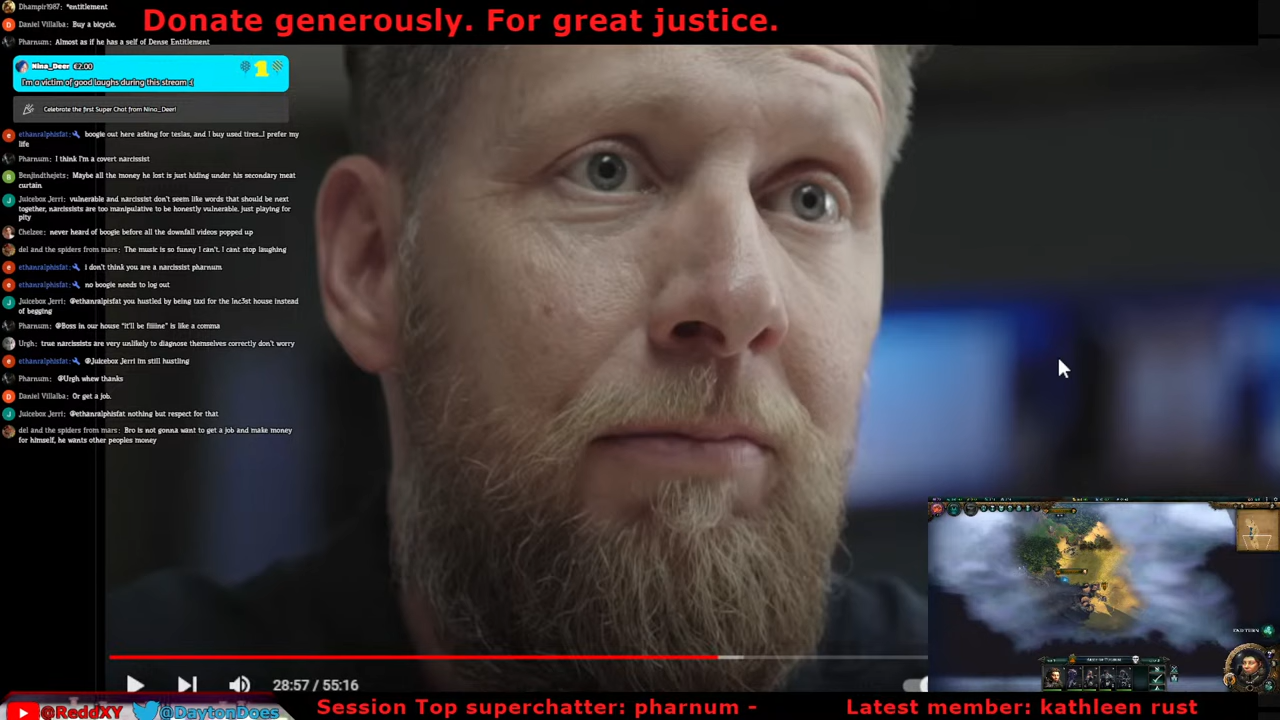 Dhampir1987: *entitlement
Donate generously. For great justice.
Daniel Villalba: Buy a bicycle.
Pharnum: Almost as if he has a self of Dense Entitlement
Nina_Deer €2.00
1
I'm a victim of good laughs during this stream :(
Celebrate the first Super Chat from Nina_Deer!
ethanralphisfat: boogie out here asking for teslas, and I buy used tires...I prefer my
life
Pharnum: I think I'm a covert narcissist
Benjindthejets: Maybe all the money he lost is just hiding under his secondary meat
curtain
Juicebox Jerri: vulnerable and narcissist don't seem like words that should be next
together, narcissists are too manipulative to be honestly vulnerable, just playing for
pity
Chelzee: never heard of boogie before all the downfall videos popped up
del and the spiders from mars: The music is so funny I can't, I cant stop laughing
ethanralphisfat: I don't think you are a narcissist pharnum
ethanralphisfat: no boogie needs to log out
Juicebox Jerri: @ethanralpisfat you hustled by being taxi for the Inc3st house instead
of begging
Pharnum: @Boss in our house "it'll be fiiiine" is like a comma
Urgh: true narcissists are very unlikely to diagnose themselves correctly don't worry
ethanralphisfat: @Juicebox Jerri im still hustling
Pharnum: @Urgh whew thanks
Daniel Villalba: Or get a job.
Juicebox Jerri: @ethanralphisfat nothing but respect for that
del and the spiders from mars: Bro is not gonna want to get a job and make money
for himself, he wants other peoples money
28:57 / 55:16
@ReddXY
@DaytonDoes
Session Top superchatter: pharnum -
Latest member: kathleen rust